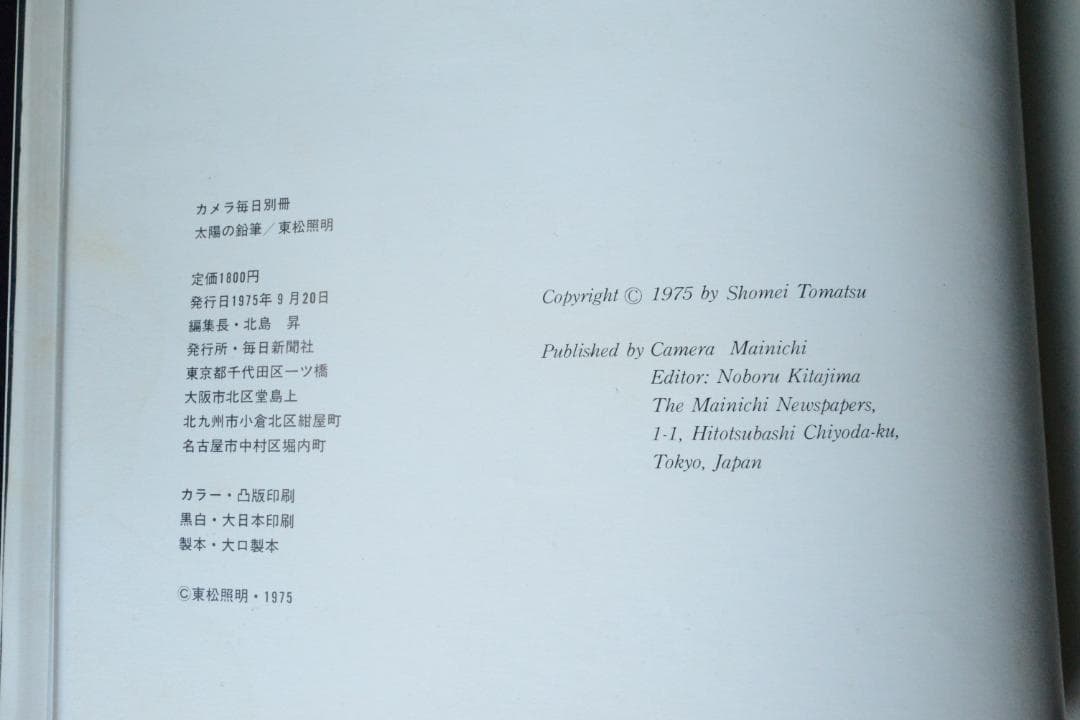 カメラ毎日別冊
太陽の鉛筆／東松照明
定価1800円
発行日1975年9月20日
編集長・北島　昇
発行所・毎日新聞社
東京都千代田区一ツ橋
大阪市北区堂島上
北九州市小倉北区紺屋町
名古屋市中村区堀内町
カラー・凸版印刷
黒白・大日本印刷
製本・大口製本
©東松照明・1975
Copyright © 1975 by Shomei Tomatsu
Published by Camera Mainichi
Editor: Noboru Kitajima
The Mainichi Newspapers,
1-1, Hitotsubashi Chiyoda-ku,
Tokyo, Japan